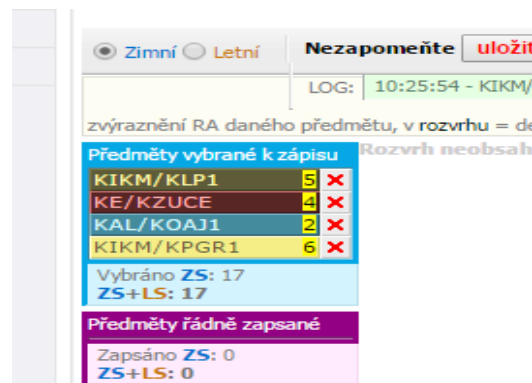 Zimní Letní Nezapomeňte uložit
LOG: 10:25:54 - KIKM/
zvýraznění RA daného předmětu, v rozvrhu = de
Předměty vybrané k zápisu
Rozvrh neobsah
KIKM/KLP1 5
KE/KZUCE 4
KAL/KOAJ1 2
KIKM/KPGR1 6
Vybráno ZS: 17
ZS+LS: 17
Předměty řádně zapsané
Zapsáno ZS: 0
ZS+LS: 0